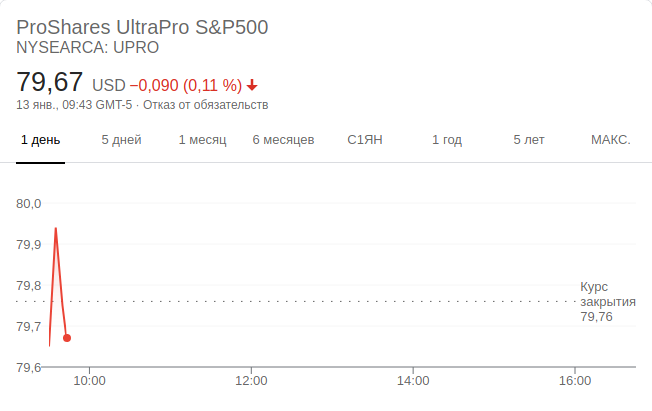 ProShares UltraPro S&P500
NYSEARCA: UPRO
79,67 USD −0,090 (0,11 %)
13 янв., 09:43 GMT-5 · Отказ от обязательств
1 день 5 дней 1 месяц 6 месяцев С1ЯН 1 год 5 лет МАКС.
80,0
79,9
79,8
79,7
79,6
Курс
закрытия
79,76
10:00 12:00 14:00 16:00